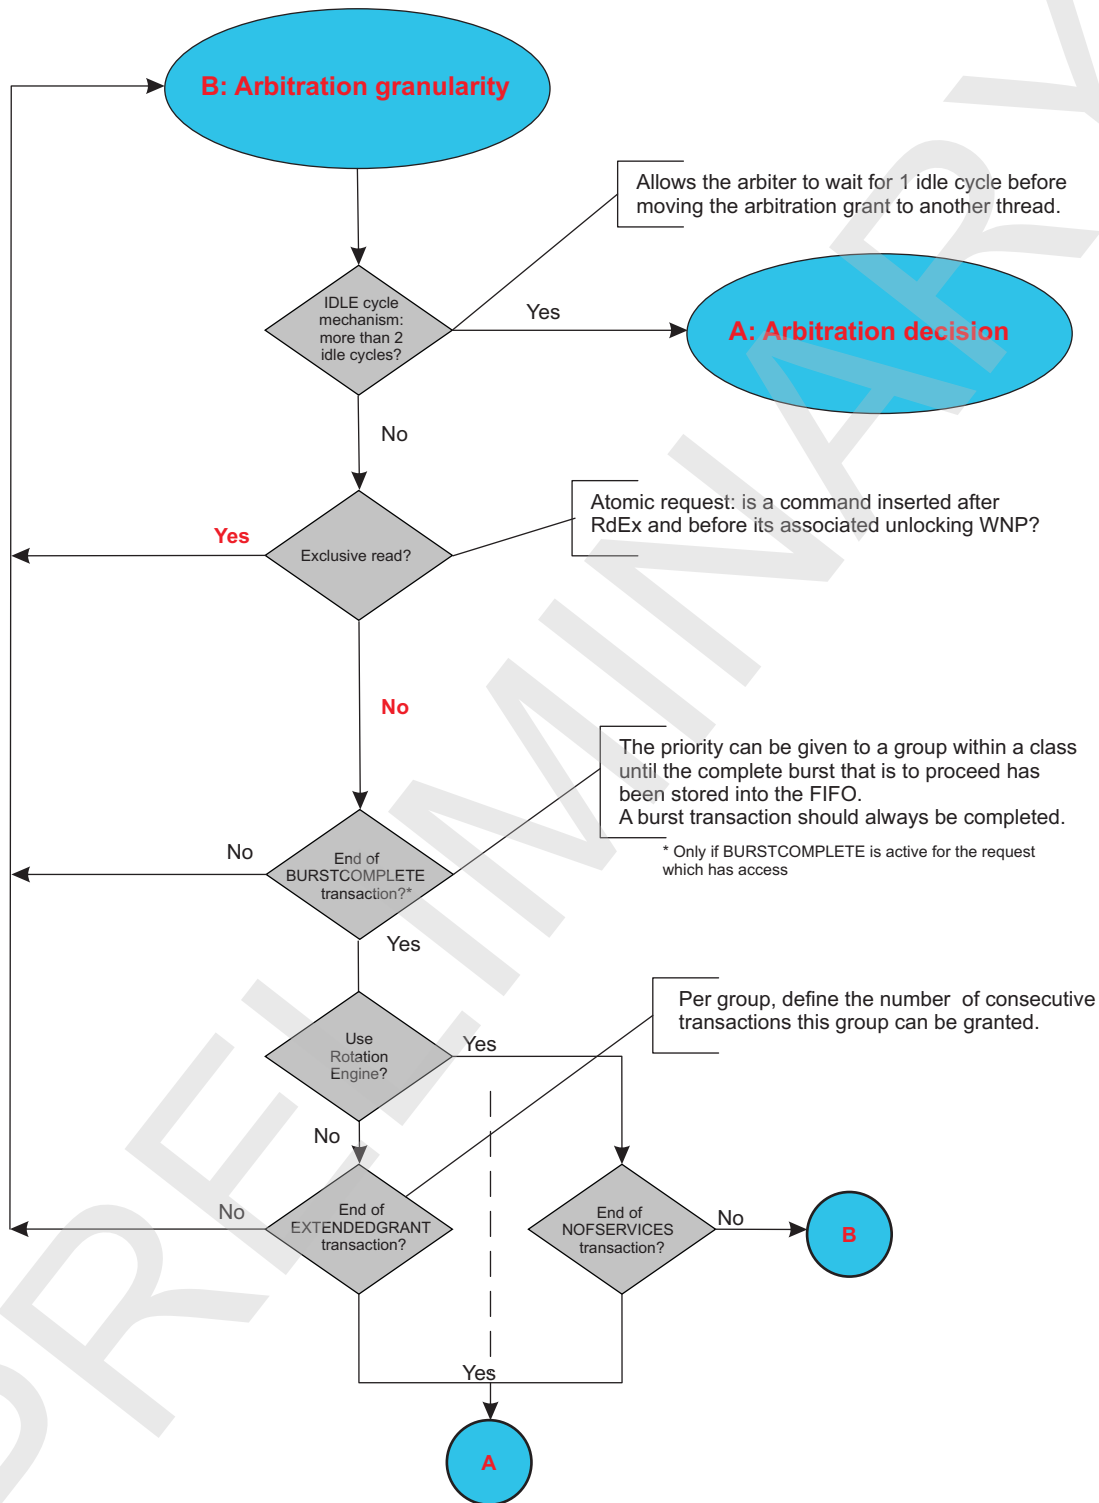 B: Arbitration granularity
Allows the arbiter to wait for 1 idle cycle before
moving the arbitration grant to another thread.
IDLE cycle
mechanism:
more than 2
idle cycles?
Yes
A: Arbitration decision
No
Atomic request: is a command inserted after
RdEx and before its associated unlocking WNP?
Yes
Exclusive read?
No
The priority can be given to a group within a class
until the complete burst that is to proceed has
been stored into the FIFO.
A burst transaction should always be completed.
* Only if BURSTCOMPLETE is active for the request
which has access
No
End of
BURSTCOMPLETE
transaction?*
Yes
Per group, define the number of consecutive
transactions this group can be granted.
Use
Rotation
Engine?
Yes
No
No
End of
EXTENDEDGRANT
transaction?
End of
NOFSERVICES
transaction?
No
B
Yes
A
PRELIMINARY